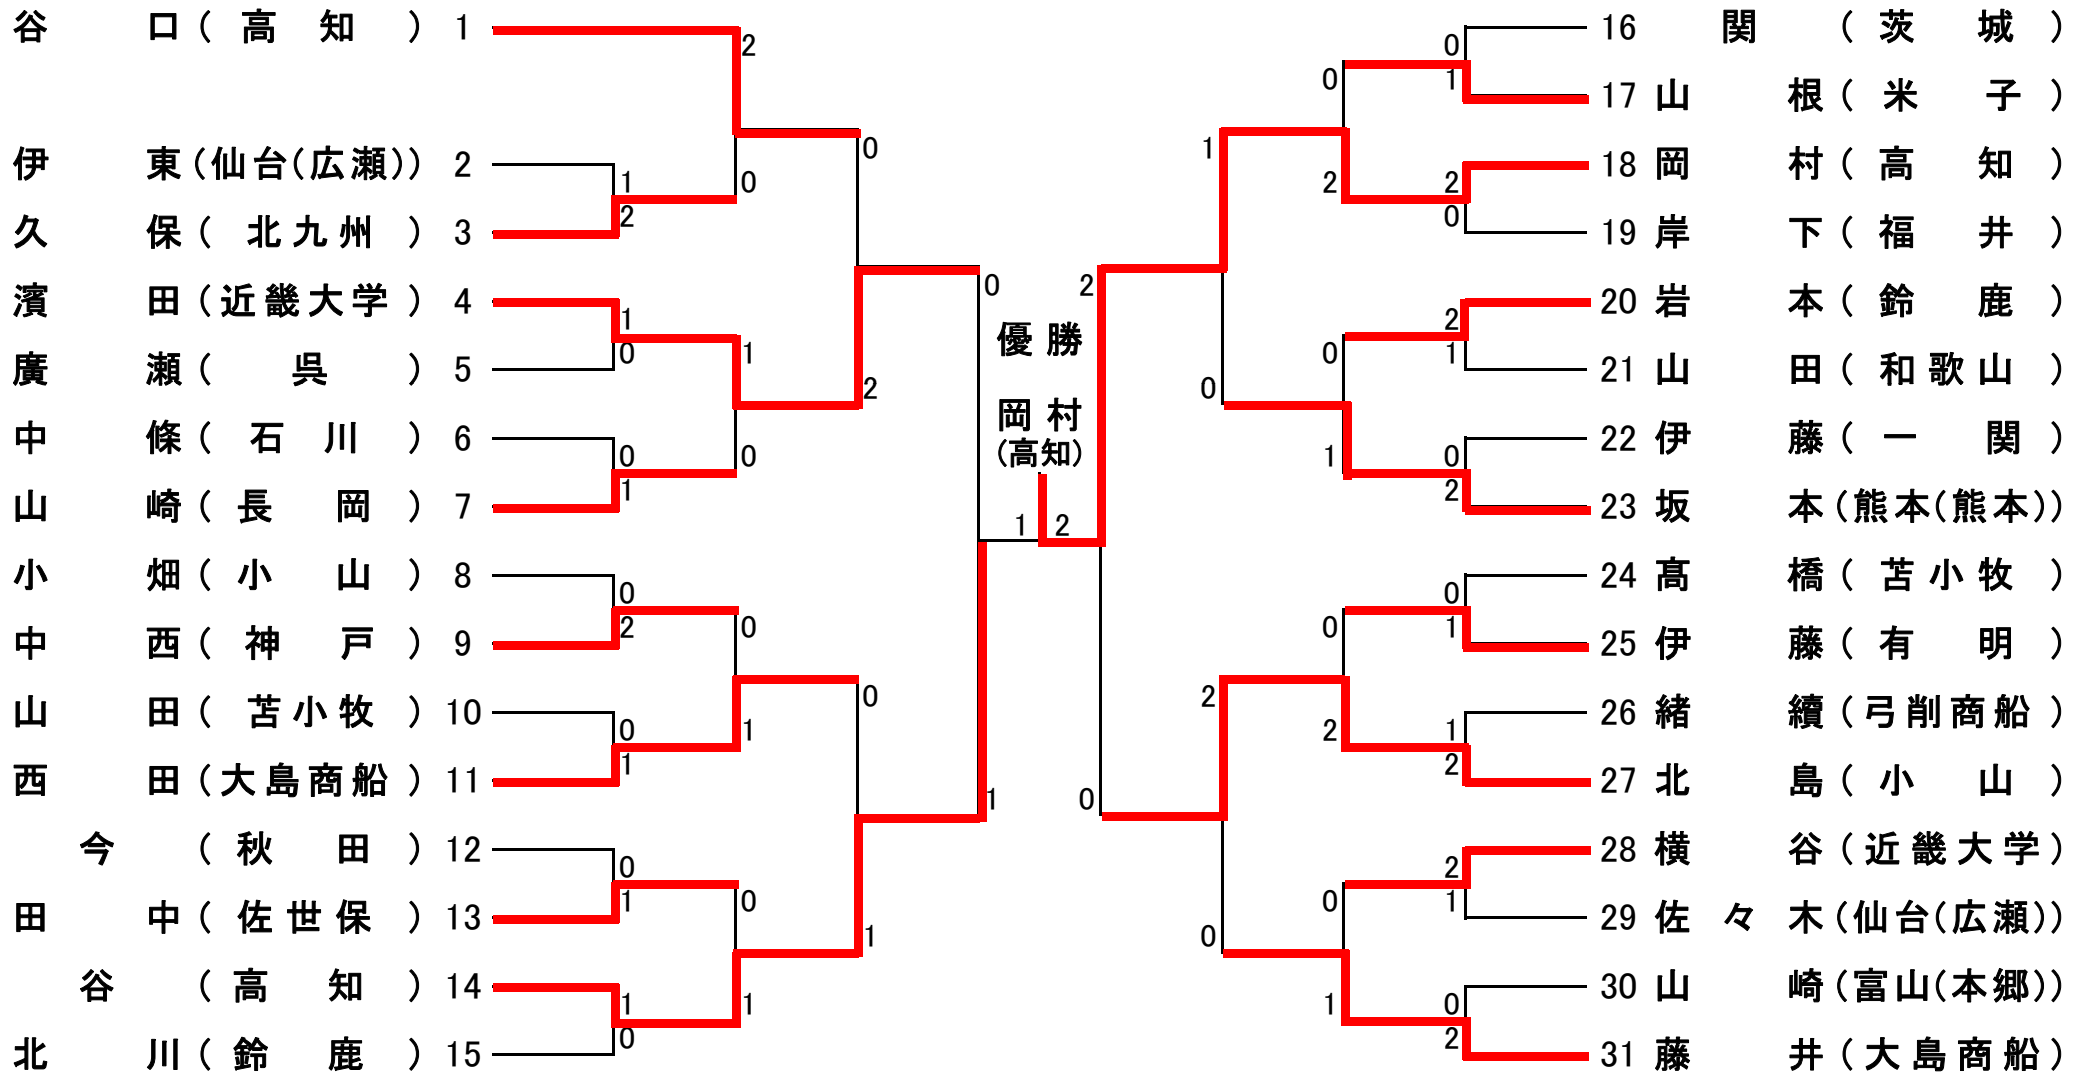 谷口(高知) 1
伊東(仙台(広瀬)) 2
久保(北九州) 3
濱田(近畿大学) 4
廣瀬(呉) 5
中條(石川) 6
山崎(長岡) 7
小畑(小山) 8
中西(神戸) 9
山田(苫小牧) 10
西田(大島商船) 11
今(秋田) 12
田中(佐世保) 13
谷(高知) 14
北川(鈴鹿) 15
2
0
1
2
1
0
1
0
0
1
0
2
0
2
0
1
0
1
0
1
0
1
1
0
0
2
0
1
0
1
優勝
岡村
(高知)
1 2
2
0
1
0
2
0
0
2
0
1
0
2
0
1
0
1
2
0
2
1
0
2
0
1
1
2
2
1
0
2
16 関(茨城)
17 山根(米子)
18 岡村(高知)
19 岸下(福井)
20 岩本(鈴鹿)
21 山田(和歌山)
22 伊藤(一関)
23 坂本(熊本(熊本))
24 髙橋(苫小牧)
25 伊藤(有明)
26 緒續(弓削商船)
27 北島(小山)
28 横谷(近畿大学)
29 佐々木(仙台(広瀬))
30 山崎(富山(本郷))
31 藤井(大島商船)